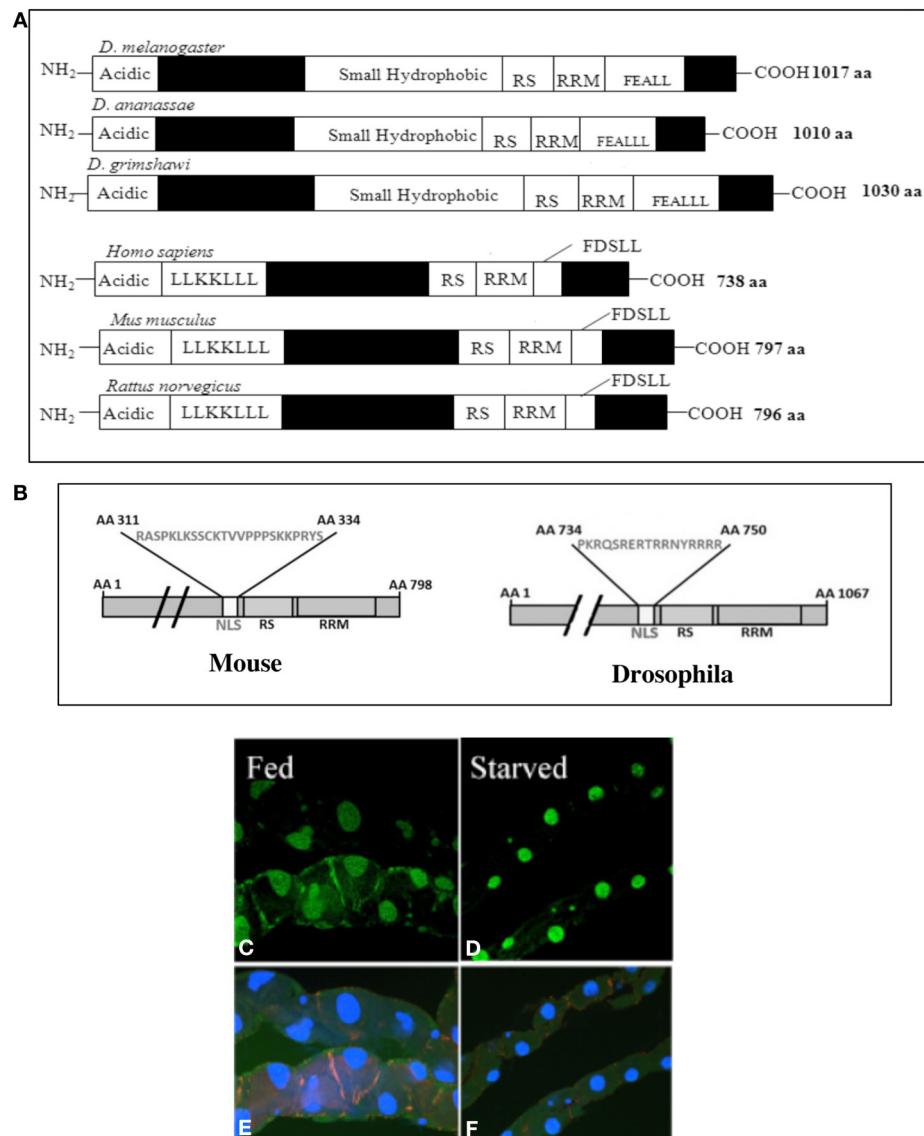 A
D. melanogaster
NH2 Acidic Small Hydrophobic RS RRM FEALL COOH 1017 aa
D. ananassae
NH2 Acidic Small Hydrophobic RS RRM FEALLL COOH 1010 aa
D. grimshawi
NH2 Acidic Small Hydrophobic RS RRM FEALLL COOH 1030 aa
Homo sapiens FDSLL
NH2 Acidic LLKKLLL RS RRM COOH 738 aa
Mus musculus FDSLL
NH2 Acidic LLKKLLL RS RRM COOH 797 aa
Rattus norvegicus FDSLL
NH2 Acidic LLKKLLL RS RRM COOH 796 aa
B
AA 311 AA 334
RASPKLKSSCKTVVPPPSKKPRYS
AA 1 AA 798
NLS RS RRM
Mouse
AA 734 AA 750
PKRQSRERTRRNYRRRR
AA 1 AA 1067
NLS RS RRM
Drosophila
Fed Starved
C D
E F